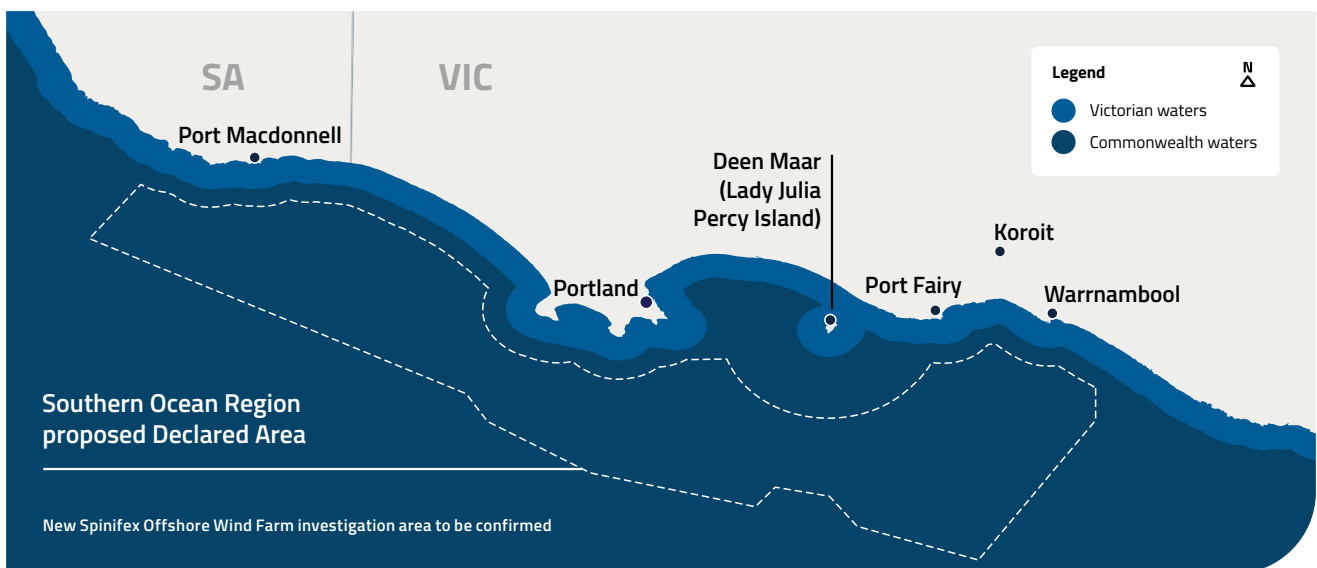 SA
VIC
Legend
N
Victorian waters
Commonwealth waters
Port Macdonnell
Deen Maar
(Lady Julia
Percy Island)
Koroit
Portland
Port Fairy
Warrnambool
Southern Ocean Region
proposed Declared Area
New Spinifex Offshore Wind Farm investigation area to be confirmed